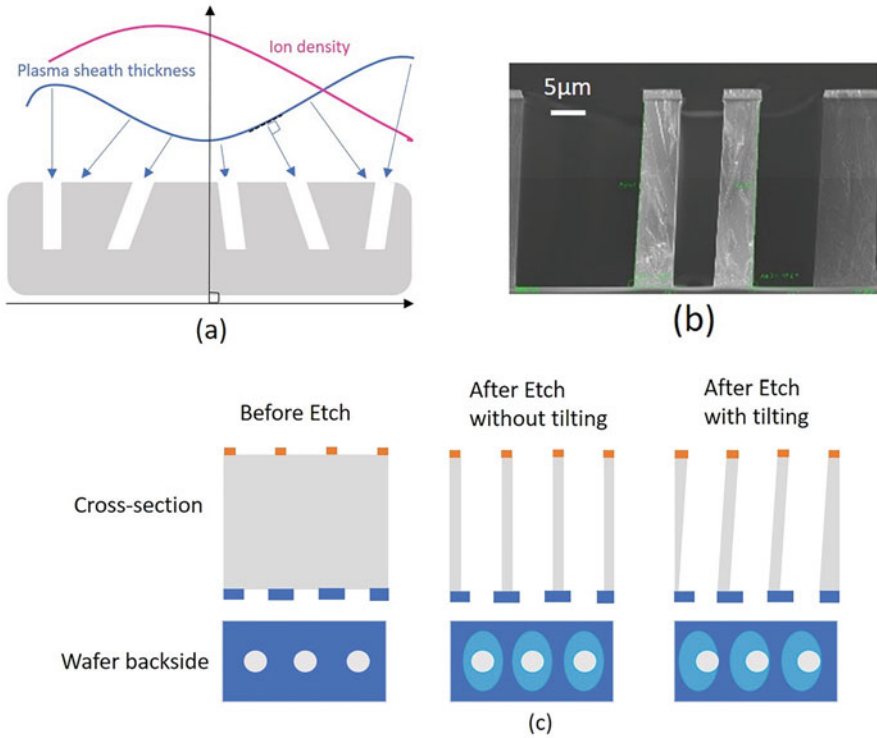 Ion density
Plasma sheath thickness
(a)
5μm
(b)
Before Etch
After Etch
without tilting
After Etch
with tilting
Cross-section
Wafer backside
(c)